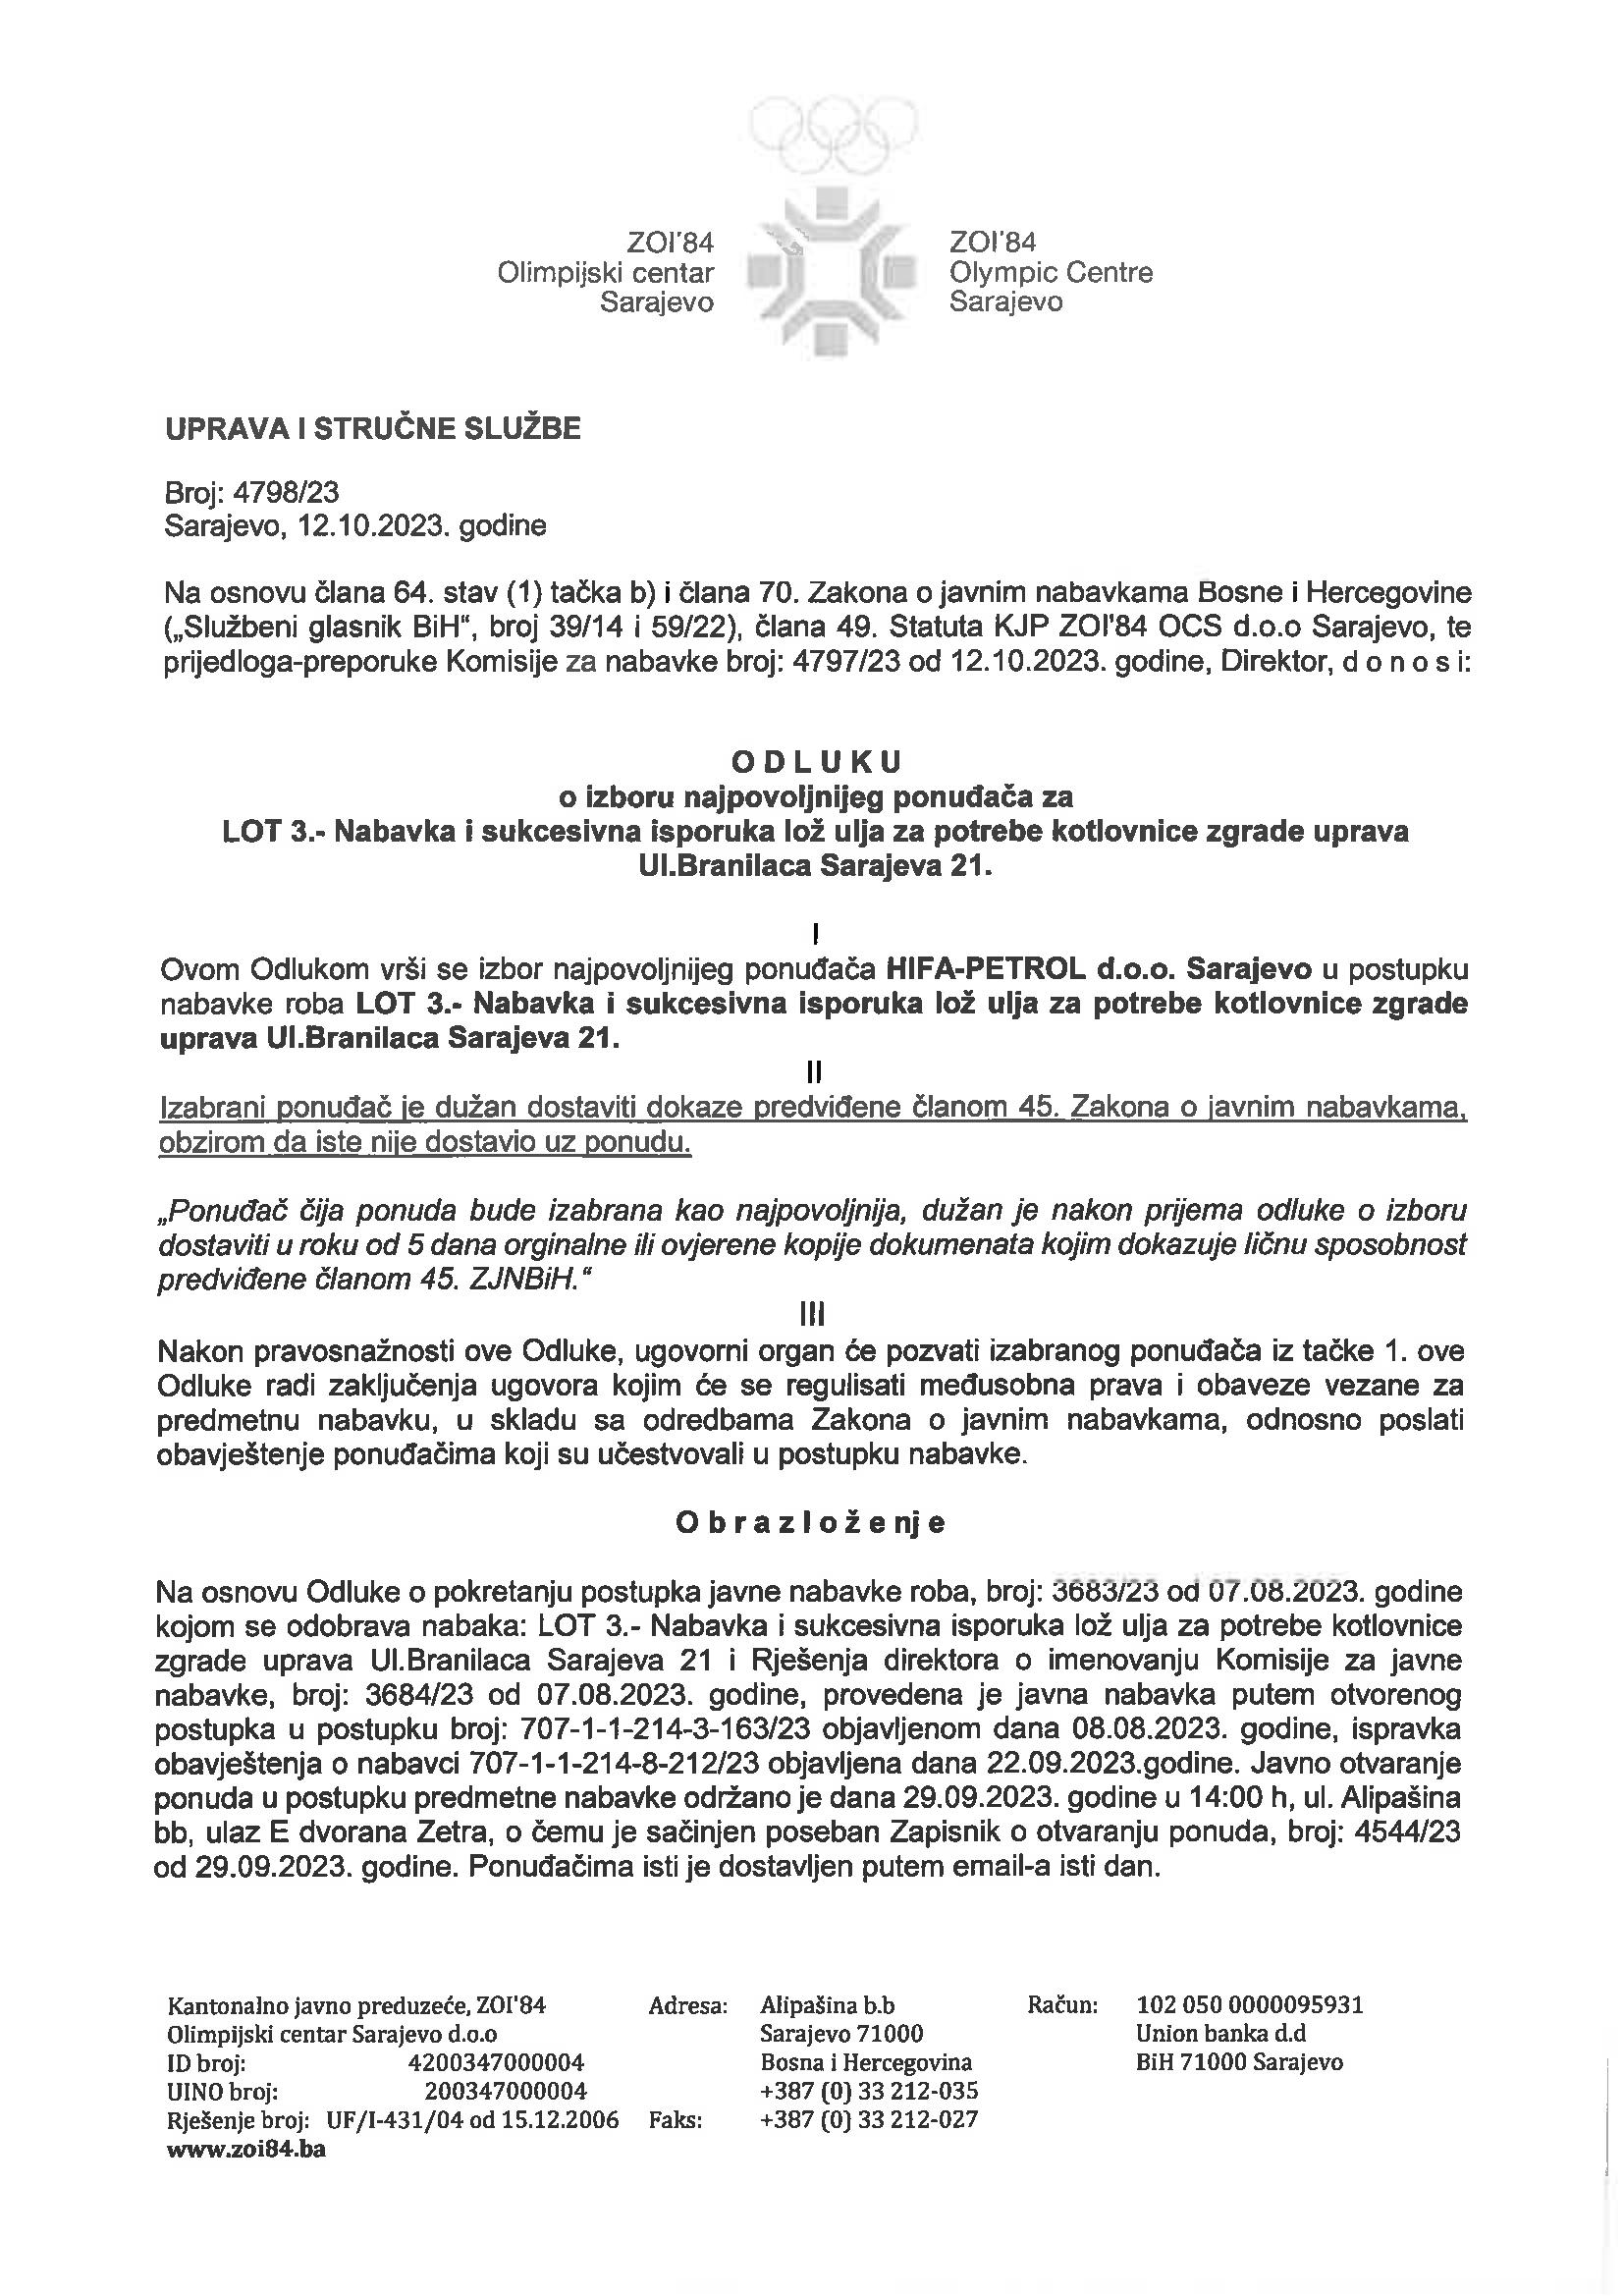 ZOI'84
Olimpijski centar
Sarajevo
ZOI'84
Olympic Centre
Sarajevo
UPRAVA I STRUČNE SLUŽBE
Broj: 4798/23
Sarajevo, 12.10.2023. godine
Na osnovu člana 64. stav (1) tačka b) i člana 70. Zakona o javnim nabavkama Bosne i Hercegovine
(„Službeni glasnik BiH“, broj 39/14 i 59/22), člana 49. Statuta KJP ZOI'84 OCS d.o.o Sarajevo, te
prijedloga-preporuke Komisije za nabavke broj: 4797/23 od 12.10.2023. godine, Direktor, d o n o s i:
O D L U K U
o izboru najpovoljnijeg ponuđača za
LOT 3.- Nabavka i sukcesivna isporuka lož ulja za potrebe kotlovnice zgrade uprava
Ul.Branilaca Sarajeva 21.
I
Ovom Odlukom vrši se izbor najpovoljnijeg ponuđača HIFA-PETROL d.o.o. Sarajevo u postupku
nabavke roba LOT 3.- Nabavka i sukcesivna isporuka lož ulja za potrebe kotlovnice zgrade
uprava Ul.Branilaca Sarajeva 21.
II
Izabrani ponuđač je dužan dostaviti dokaze predviđene članom 45. Zakona o javnim nabavkama,
obzirom da iste nije dostavio uz ponudu.
„Ponuđač čija ponuda bude izabrana kao najpovoljnija, dužan je nakon prijema odluke o izboru
dostaviti u roku od 5 dana orginalne ili ovjerene kopije dokumenata kojim dokazuje ličnu sposobnost
predviđene članom 45. ZJNBiH.“
III
Nakon pravosnažnosti ove Odluke, ugovorni organ će pozvati izabranog ponuđača iz tačke 1. ove
Odluke radi zaključenja ugovora kojim će se regulisati međusobna prava i obaveze vezane za
predmetnu nabavku, u skladu sa odredbama Zakona o javnim nabavkama, odnosno poslati
obavještenje ponuđačima koji su učestvovali u postupku nabavke.
O b r a z l o ž e nj e
Na osnovu Odluke o pokretanju postupka javne nabavke roba, broj: 3683/23 od 07.08.2023. godine
kojom se odobrava nabaka: LOT 3.- Nabavka i sukcesivna isporuka lož ulja za potrebe kotlovnice
zgrade uprava Ul.Branilaca Sarajeva 21 i Rješenja direktora o imenovanju Komisije za javne
nabavke, broj: 3684/23 od 07.08.2023. godine, provedena je javna nabavka putem otvorenog
postupka u postupku broj: 707-1-1-214-3-163/23 objavljenom dana 08.08.2023. godine, ispravka
obavještenja o nabavci 707-1-1-214-8-212/23 objavljena dana 22.09.2023.godine. Javno otvaranje
ponuda u postupku predmetne nabavke održano je dana 29.09.2023. godine u 14:00 h, ul. Alipašina
bb, ulaz E dvorana Zetra, o čemu je sačinjen poseban Zapisnik o otvaranju ponuda, broj: 4544/23
od 29.09.2023. godine. Ponuđačima isti je dostavljen putem email-a isti dan.
Kantonalno javno preduzeće, ZOI'84 Adresa: Alipašina b.b Račun: 102 050 0000095931
Olimpijski centar Sarajevo d.o.o Sarajevo 71000 Union banka d.d
ID broj: 4200347000004 Bosna i Hercegovina BiH 71000 Sarajevo
UINO broj: 200347000004 +387 (0) 33 212-035
Rješenje broj: UF/I-431/04 od 15.12.2006 Faks: +387 (0) 33 212-027
www.zoi84.ba